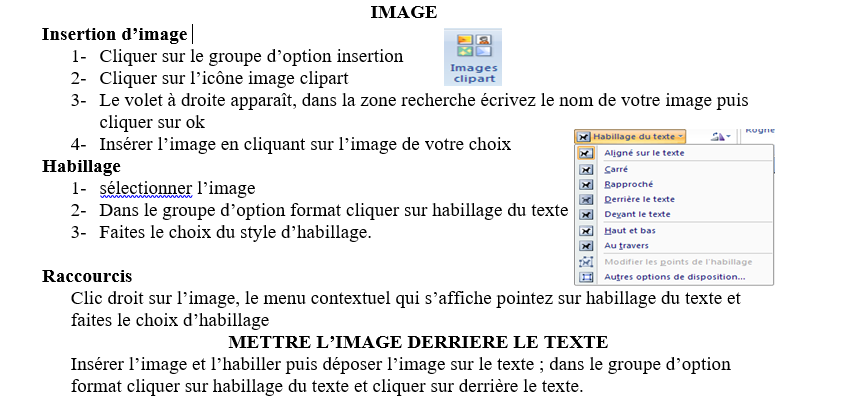 IMAGE
Insertion d’image
1- Cliquer sur le groupe d’option insertion
2- Cliquer sur l’icône image clipart
Images
clipart
3- Le volet à droite apparaît, dans la zone recherche écrivez le nom de votre image puis
cliquer sur ok
4- Insérer l’image en cliquant sur l’image de votre choix
Habillage
1- sélectionner l’image
2- Dans le groupe d’option format cliquer sur habillage du texte
3- Faites le choix du style d’habillage.
Habillage du texte
Aligné sur le texte
Carré
Rapproché
Derrière le texte
Devant le texte
Haut et bas
Au travers
Modifier les points de l'habillage
Autres options de disposition...
Raccourcis
Clic droit sur l’image, le menu contextuel qui s’affiche pointez sur habillage du texte et
faites le choix d’habillage
METTRE L’IMAGE DERRIERE LE TEXTE
Insérer l’image et l’habiller puis déposer l’image sur le texte ; dans le groupe d’option
format cliquer sur habillage du texte et cliquer sur derrière le texte.